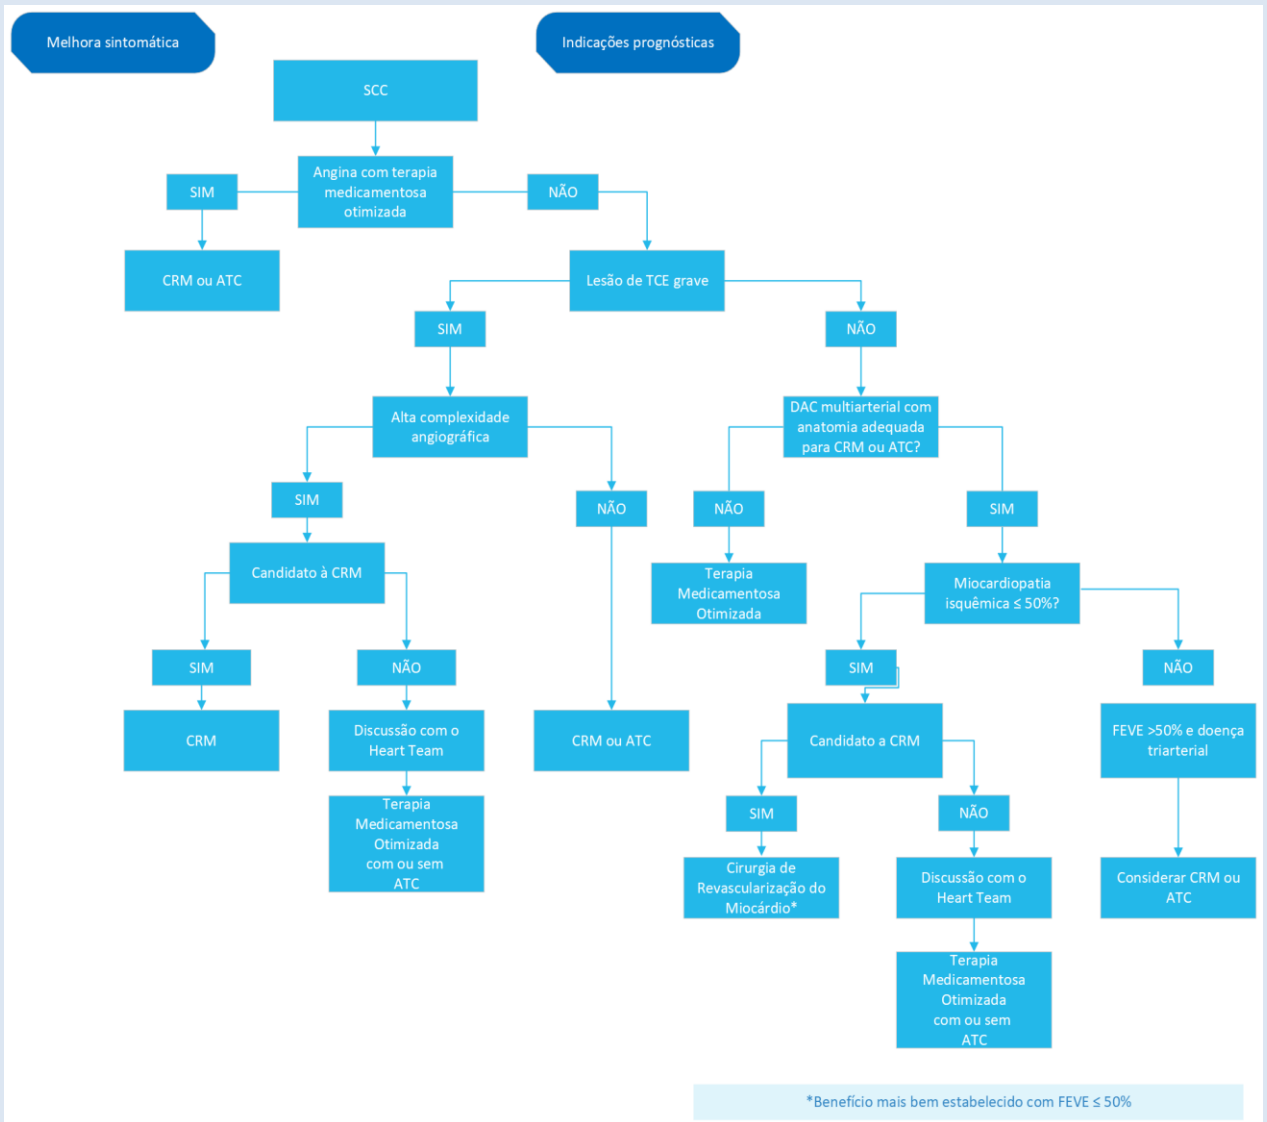 Melhora sintomática
Indicações prognósticas
SCC
Angina com terapia
medicamentosa
otimizada
SIM
NÃO
CRM ou ATC
Lesão de TCE grave
SIM
NÃO
Alta complexidade
angiográfica
DAC multiarterial com
anatomia adequada
para CRM ou ATC?
SIM
NÃO
NÃO
SIM
Candidato à CRM
Terapia
Medicamentosa
Otimizada
Miocardiopatia
isquêmica ≤ 50%?
SIM
NÃO
SIM
NÃO
CRM
Discussão com o
Heart Team
CRM ou ATC
Candidato a CRM
FEVE >50% e doença
triarterial
Terapia
Medicamentosa
Otimizada
com ou sem
ATC
SIM
NÃO
Cirurgia de
Revascularização do
Miocárdio*
Discussão com o
Heart Team
Considerar CRM ou
ATC
Terapia
Medicamentosa
Otimizada
com ou sem
ATC
*Benefício mais bem estabelecido com FEVE ≤ 50%